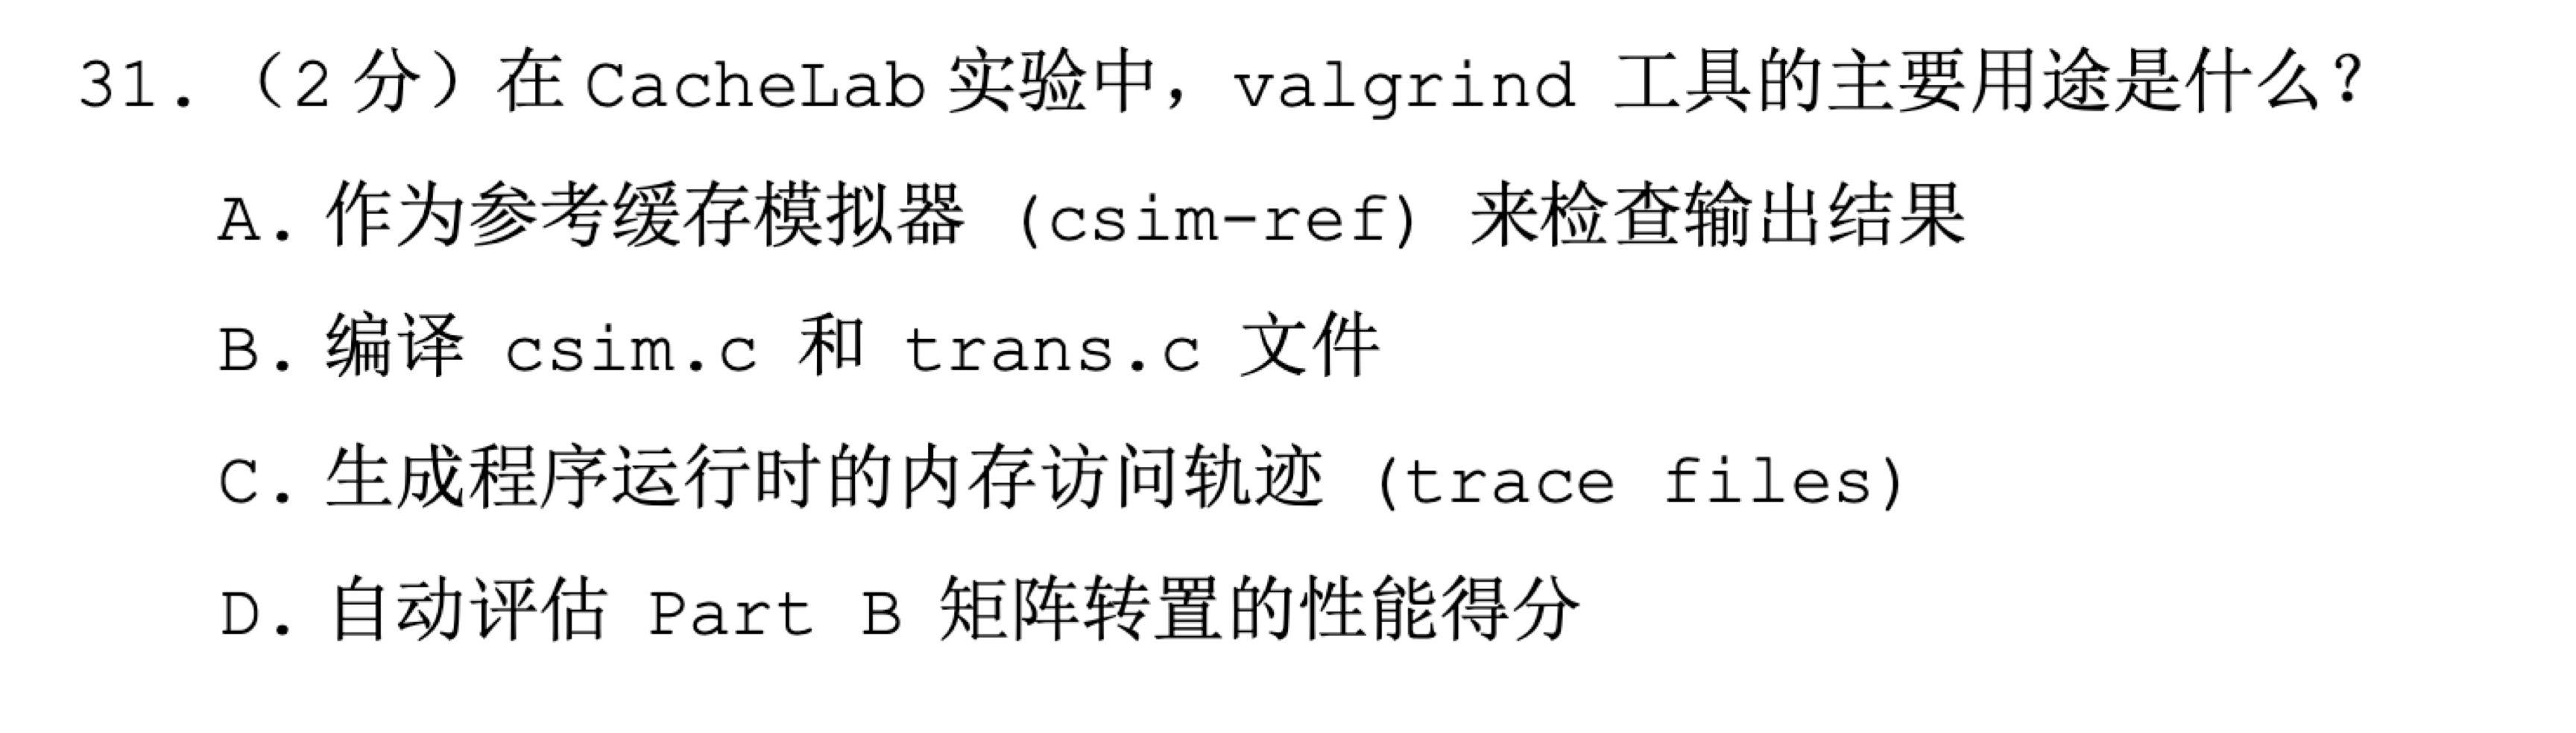 31. （2 分）在 CacheLab 实验中，valgrind 工具的主要用途是什么？
A. 作为参考缓存模拟器 (csim-ref) 来检查输出结果
B. 编译 csim.c 和 trans.c 文件
C. 生成程序运行时的内存访问轨迹 (trace files)
D. 自动评估 Part B 矩阵转置的性能得分